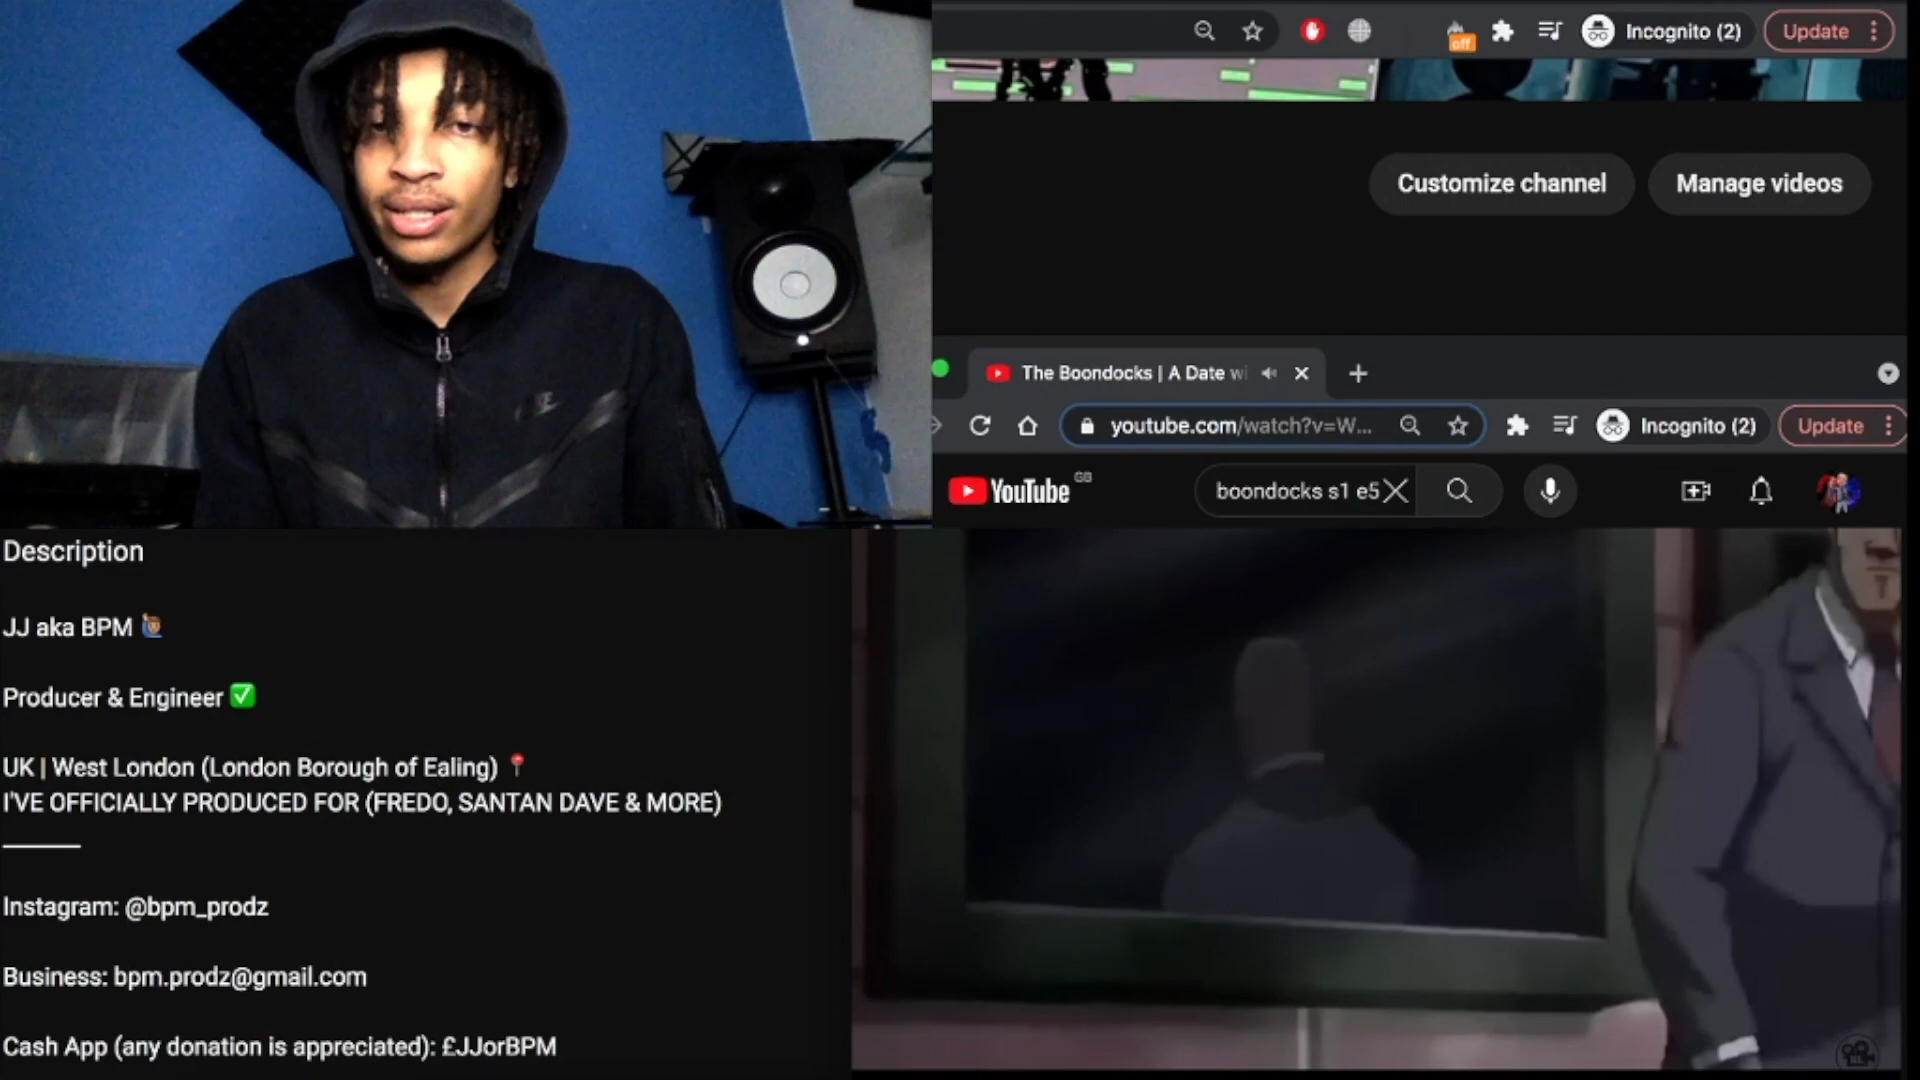 off
Incognito (2)
Update
Customize channel
Manage videos
The Boondocks | A Date wi
youtube.com/watch?v=W...
Incognito (2)
Update
YouTube GB
boondocks s1 e5
Description
JJ aka BPM 🙋🏽‍♂️
Producer & Engineer ✅
UK | West London (London Borough of Ealing) 📍
I'VE OFFICIALLY PRODUCED FOR (FREDO, SANTAN DAVE & MORE)
Instagram: @bpm_prodz
Business: bpm.prodz@gmail.com
Cash App (any donation is appreciated): £JJorBPM